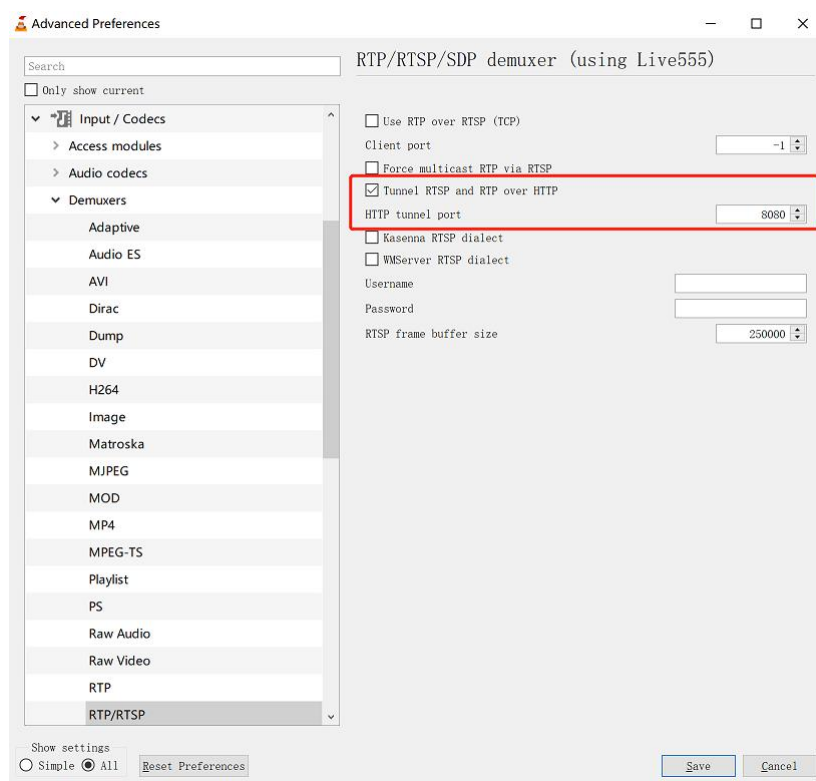 Advanced Preferences
Search
Only show current
Input / Codecs
Access modules
Audio codecs
Demuxers
Adaptive
Audio ES
AVI
Dirac
Dump
DV
H264
Image
Matroska
MJPEG
MOD
MP4
MPEG-TS
Playlist
PS
Raw Audio
Raw Video
RTP
RTP/RTSP
RTP/RTSP/SDP demuxer (using Live555)
Use RTP over RTSP (TCP)
Client port -1
Force multicast RTP via RTSP
Tunnel RTSP and RTP over HTTP
HTTP tunnel port 8080
Kasenna RTSP dialect
WMServer RTSP dialect
Username
Password
RTSP frame buffer size 250000
Show settings
Simple All Reset Preferences Save Cancel